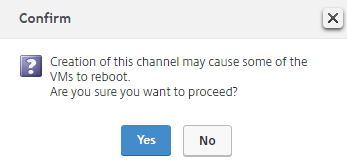 Confirm
Creation of this channel may cause some of the
VMs to reboot.
Are you sure you want to proceed?
Yes
No